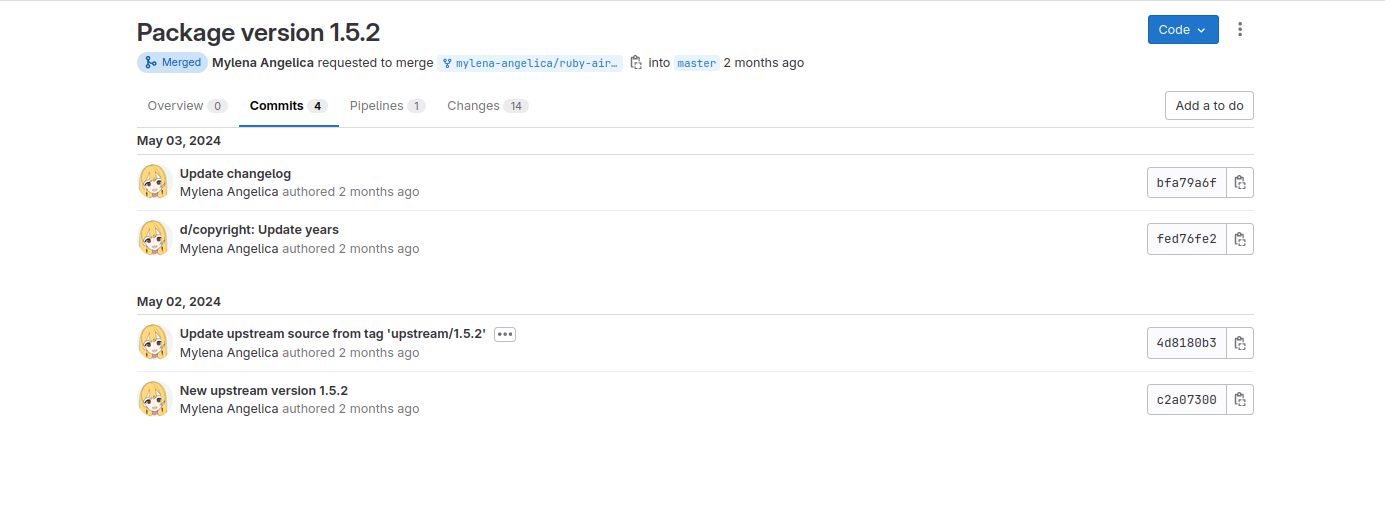 Package version 1.5.2
Code
Merged Mylena Angelica requested to merge mylena-angelica/ruby-air… into master 2 months ago
Overview 0 Commits 4 Pipelines 1 Changes 14
Add a to do
May 03, 2024
Update changelog
Mylena Angelica authored 2 months ago
bfa79a6f
d/copyright: Update years
Mylena Angelica authored 2 months ago
fed76fe2
May 02, 2024
Update upstream source from tag 'upstream/1.5.2'
Mylena Angelica authored 2 months ago
4d8180b3
New upstream version 1.5.2
Mylena Angelica authored 2 months ago
c2a07300